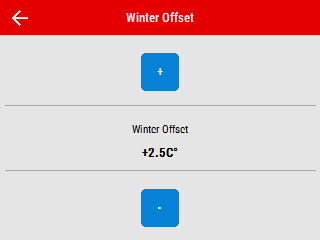 Winter Offset
+
Winter Offset
+2.5C°
-